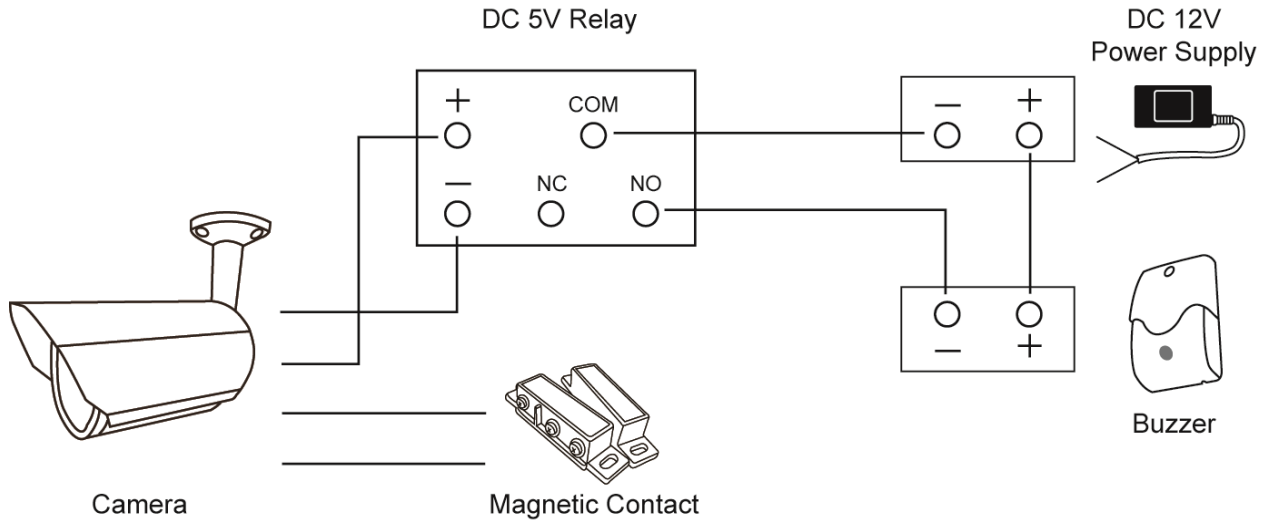 DC 5V Relay
DC 12V
Power Supply
+
COM
— +
—
NC
NO
— +
Buzzer
Camera
Magnetic Contact